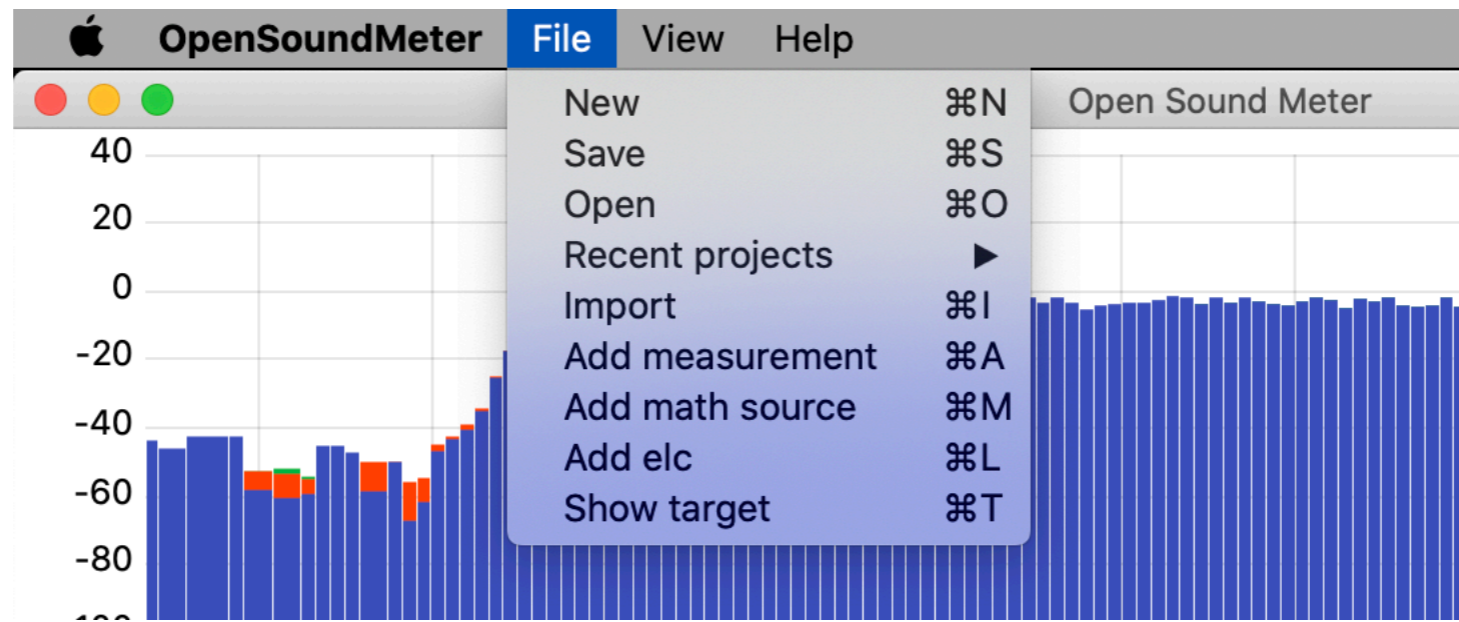 OpenSoundMeter File View Help
Open Sound Meter
New ⌘N
Save ⌘S
Open ⌘O
Recent projects ▶
Import ⌘I
Add measurement ⌘A
Add math source ⌘M
Add elc ⌘L
Show target ⌘T
40
20
0
-20
-40
-60
-80